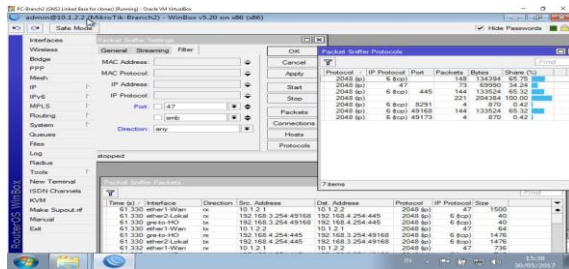 PC-Branch2 (GNS3 Linked Base for clones) [Running] - Oracle VM VirtualBox
admin@10.1.2.2 (MikroTik-Branch2) - WinBox v5.20 on x86 (x86)
Safe Mode
Hide Passwords
Interfaces
Wireless
Bridge
PPP
Mesh
IP
IPv6
MPLS
Routing
System
Queues
Files
Log
Radius
Tools
New Terminal
ISDN Channels
KVM
Make Supout.rif
Manual
Exit
RouterOS WinBox
Packet Sniffer Settings
General Streaming Filter
MAC Address:
MAC Protocol:
IP Address:
IP Protocol:
Port: 47
smb
Direction: any
stopped
OK
Cancel
Apply
Start
Stop
Packets
Connections
Hosts
Protocols
Packet Sniffer Protocols
Find
Protocol IP Protocol Port Packets Bytes Share (%)
2048 (ip) 6 (tcp) 148 134394 65.75
2048 (ip) 47 73 69990 34.24
2048 (ip) 6 (tcp) 445 144 133524 65.32
2048 (ip) 221 204384 100.00
2048 (ip) 6 (tcp) 8291 4 870 0.42
2048 (ip) 6 (tcp) 49168 144 133524 65.32
2048 (ip) 6 (tcp) 49173 4 870 0.42
7 items
Packet Sniffer Packets
Find
Time (s) Interface Direction Src. Address Dst. Address Protocol IP Protocol Size
61.330 ether1-Wan rx 10.1.2.1 10.1.2.2 2048 (ip) 47 1500
61.330 ether2-Lokal rx 192.168.3.254:49168 192.168.4.254:445 2048 (ip) 6 (tcp) 40
61.330 gre-to-HO 192.168.3.254:49168 192.168.4.254:445 2048 (ip) 6 (tcp) 40
61.330 ether1-Wan 10.1.2.2 10.1.2.1 2048 (ip) 47 64
61.330 gre-to-HO rx 192.168.4.254:445 192.168.3.254:49168 2048 (ip) 6 (tcp) 1476
61.330 ether2-Lokal 192.168.4.254:445 192.168.3.254:49168 2048 (ip) 6 (tcp) 1476
61.330 ether1-Wan rx 10.1.2.1 10.1.2.2 2048 (ip) 47 736
15:38
30/05/2017